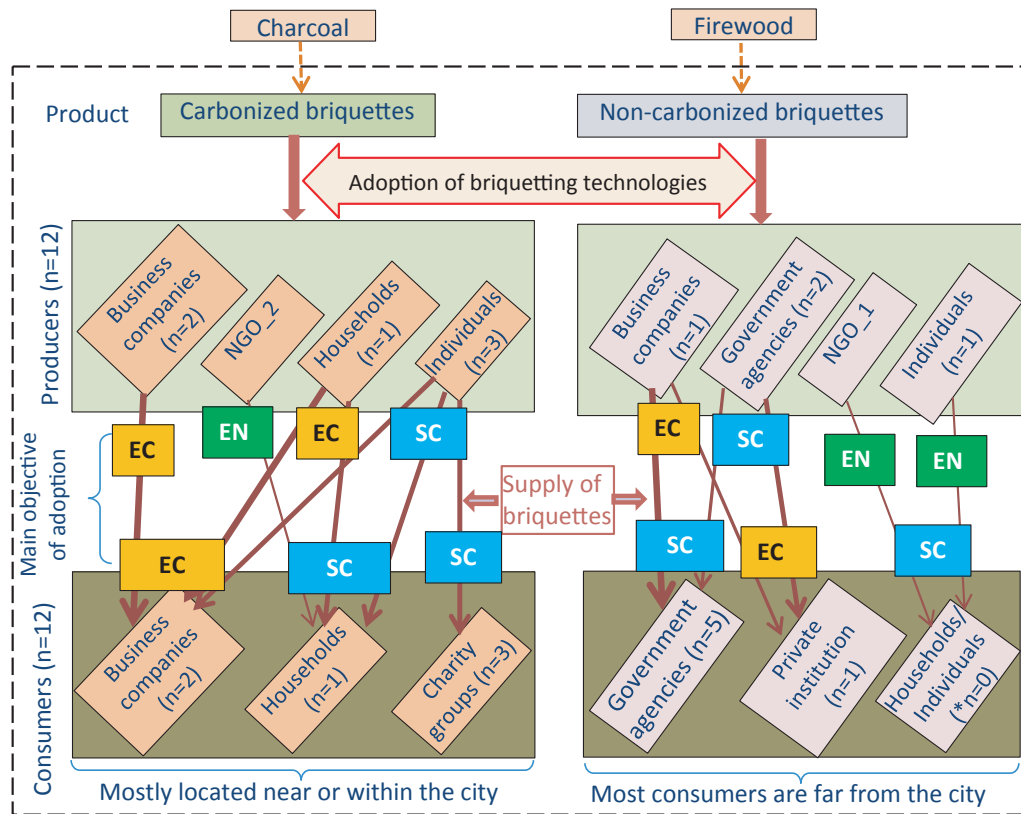 Charcoal
Firewood
Product
Carbonized briquettes
Non-carbonized briquettes
Adoption of briquetting technologies
Producers (n=12)
Business
companies
(n=2)
NGO_2
Households
(n=1)
Individuals
(n=3)
Business
companies
(n=1)
Government
agencies (n=2)
NGO_1
Individuals
(n=1)
Main objective
of adoption
EC
EN
EC
SC
EC
SC
EN
EN
Supply of
briquettes
EC
SC
SC
SC
EC
SC
Consumers (n=12)
Business
companies
(n=2)
Households
(n=1)
Charity
groups (n=3)
Government
agencies (n=5)
Private
institution
(n=1)
Households/
Individuals
(*n=0)
Mostly located near or within the city
Most consumers are far from the city